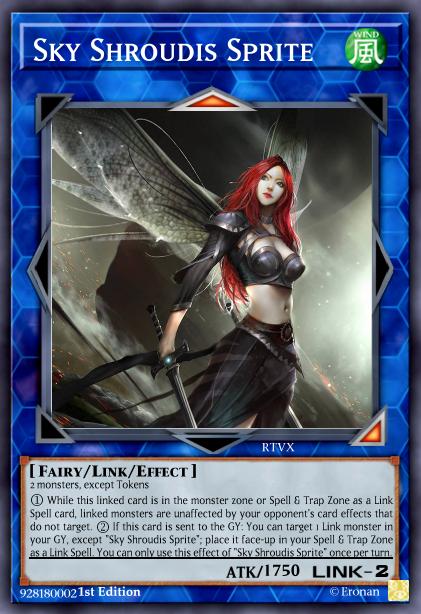 Sky Shroudis Sprite
WIND
風
RTVX
[ Fairy/Link/Effect ]
2 monsters, except Tokens
① While this linked card is in the monster zone or Spell & Trap Zone as a Link
Spell card, linked monsters are unaffected by your opponent's card effects that
do not target. ② If this card is sent to the GY: You can target 1 Link monster in
your GY, except "Sky Shroudis Sprite"; place it face-up in your Spell & Trap Zone
as a Link Spell. You can only use this effect of "Sky Shroudis Sprite" once per turn.
ATK/1750 LINK-2
928180002 1st Edition © Eronan